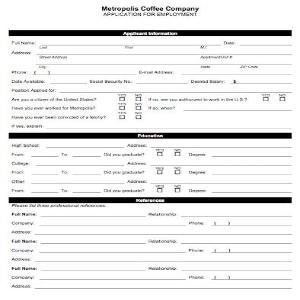 Metropolis Coffee Company
APPLICATION FOR EMPLOYMENT
Applicant Information
Full Name: Date:
Last First M.I.
Address:
Street Address Apartment/Unit #
City State ZIP Code
Phone: ( ) E-mail Address:
Date Available: Social Security No.: Desired Salary: $
Position Applied for:
Are you a citizen of the United States? YES NO If no, are you authorized to work in the U.S.? YES NO
Have you ever worked for Metropolis? YES NO If so, when?
Have you ever been convicted of a felony? YES NO
If yes, explain:
Education
High School: Address:
From: To: Did you graduate? YES NO Degree:
College: Address:
From: To: Did you graduate? YES NO Degree:
Other: Address:
From: To: Did you graduate? YES NO Degree:
References
Please list three professional references.
Full Name: Relationship:
Company: Phone: ( )
Address:
Full Name: Relationship:
Company: Phone: ( )
Address:
Full Name: Relationship:
Company: Phone: ( )
Address: